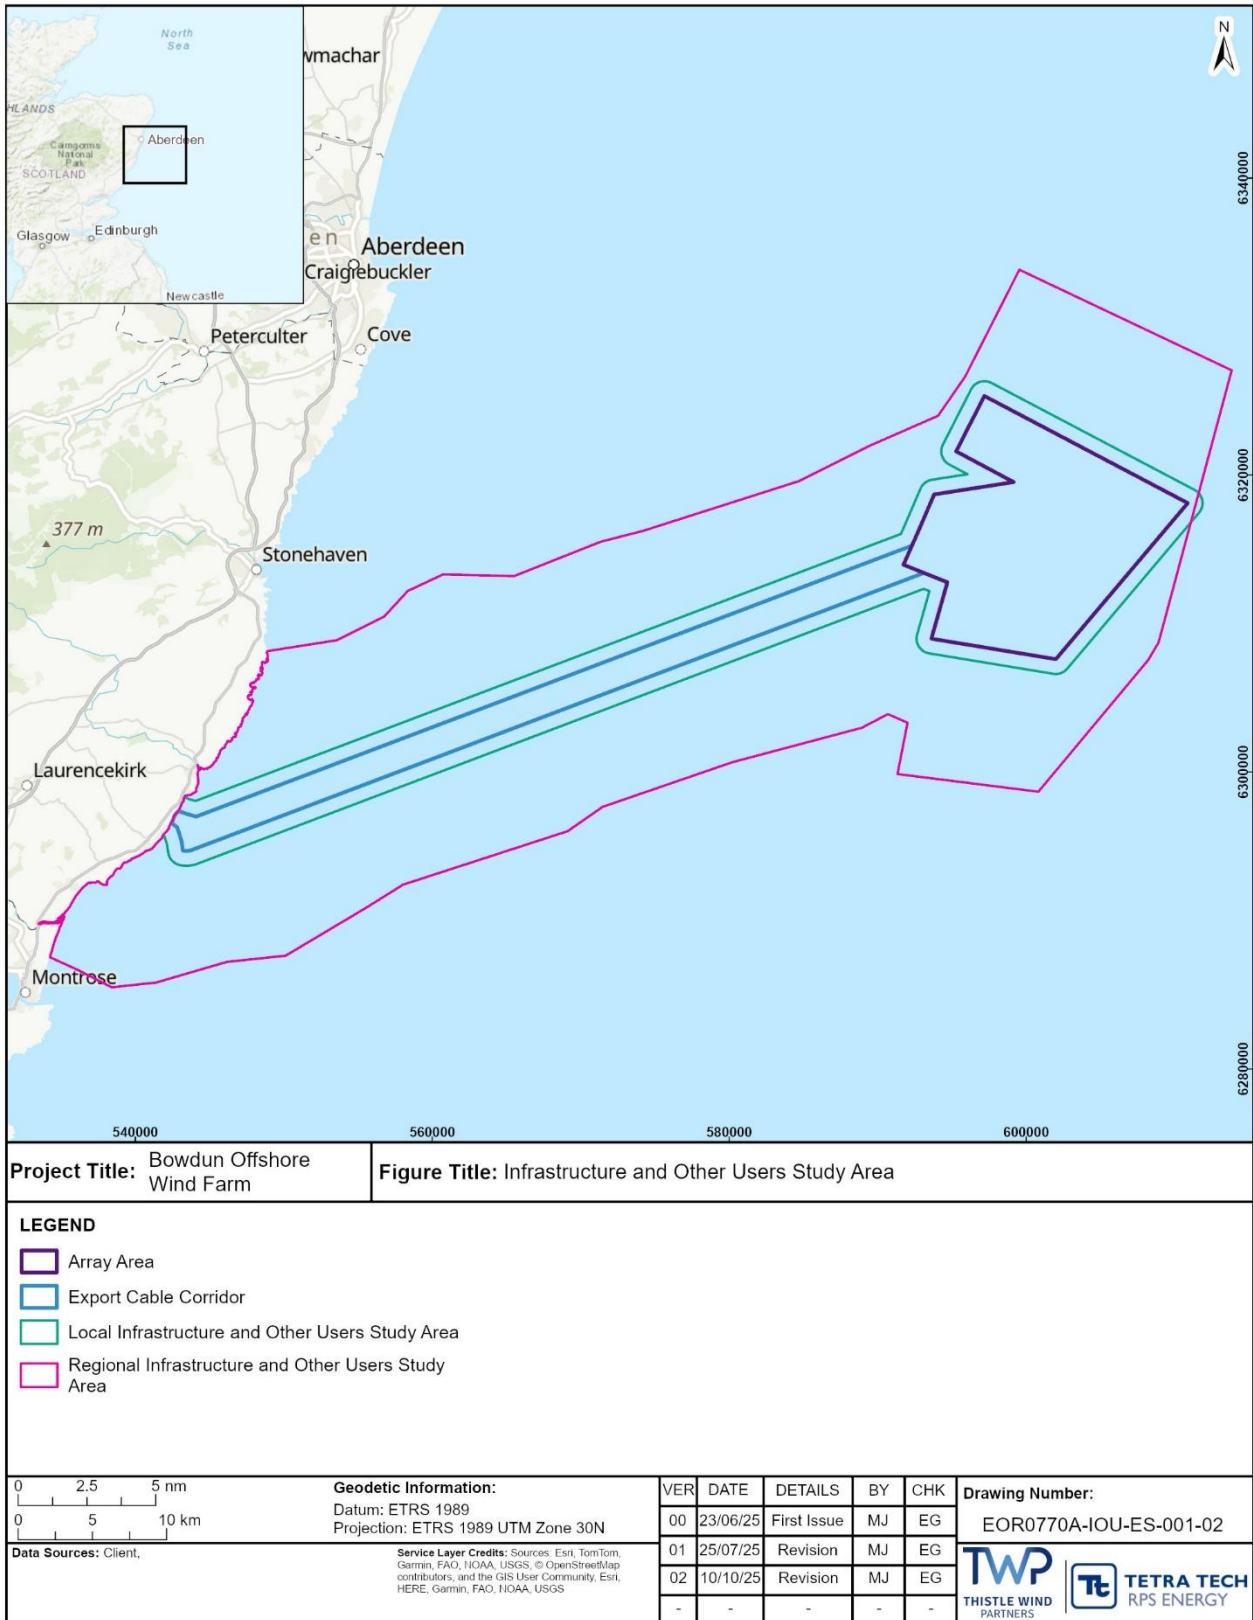 North
Sea
HLANDS
Cairngorms
National
Park
Aberdeen
SCOTLAND
Glasgow
Edinburgh
Newcastle
wmachar
N
en
Aberdeen
Craigiebuckler
Peterculter
Cove
377 m
Stonehaven
Laurencekirk
Montrose
6340000
6320000
6300000
6280000
540000
560000
580000
600000
Project Title: Bowdun Offshore
Wind Farm
Figure Title: Infrastructure and Other Users Study Area
LEGEND
Array Area
Export Cable Corridor
Local Infrastructure and Other Users Study Area
Regional Infrastructure and Other Users Study
Area
0 2.5 5 nm
0 5 10 km
Geodetic Information:
Datum: ETRS 1989
Projection: ETRS 1989 UTM Zone 30N
Data Sources: Client,
Service Layer Credits: Sources: Esri, TomTom,
Garmin, FAO, NOAA, USGS, © OpenStreetMap
contributors, and the GIS User Community, Esri,
HERE, Garmin, FAO, NOAA, USGS
VER DATE DETAILS BY CHK
00 23/06/25 First Issue MJ EG
01 25/07/25 Revision MJ EG
02 10/10/25 Revision MJ EG
- - - - -
Drawing Number:
EOR0770A-IOU-ES-001-02
TWP
THISTLE WIND
PARTNERS
Tt
TETRA TECH
RPS ENERGY